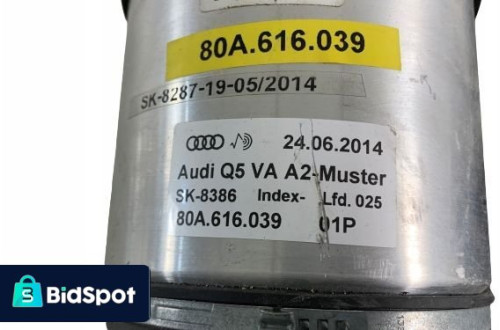 80A.616.039
SK-8287-19-05/2014
24.06.2014
Audi Q5 VA A2-Muster
SK-8386 Index- Lfd. 025
80A.616.039 01P
BidSpot